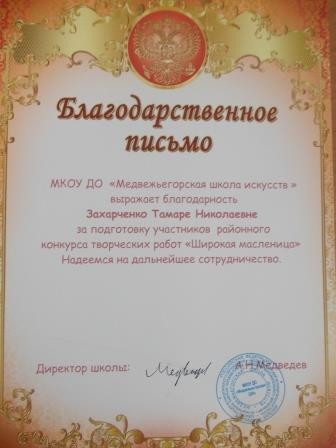 Благодарственное
письмо
МКОУ ДО «Медвежьегорская школа искусств»
выражает благодарность
Захарченко Тамаре Николаевне
за подготовку участников районного
конкурса творческих работ «Широкая масленица»
Надеемся на дальнейшее сотрудничество.
Директор школы: А.Н.Медведев